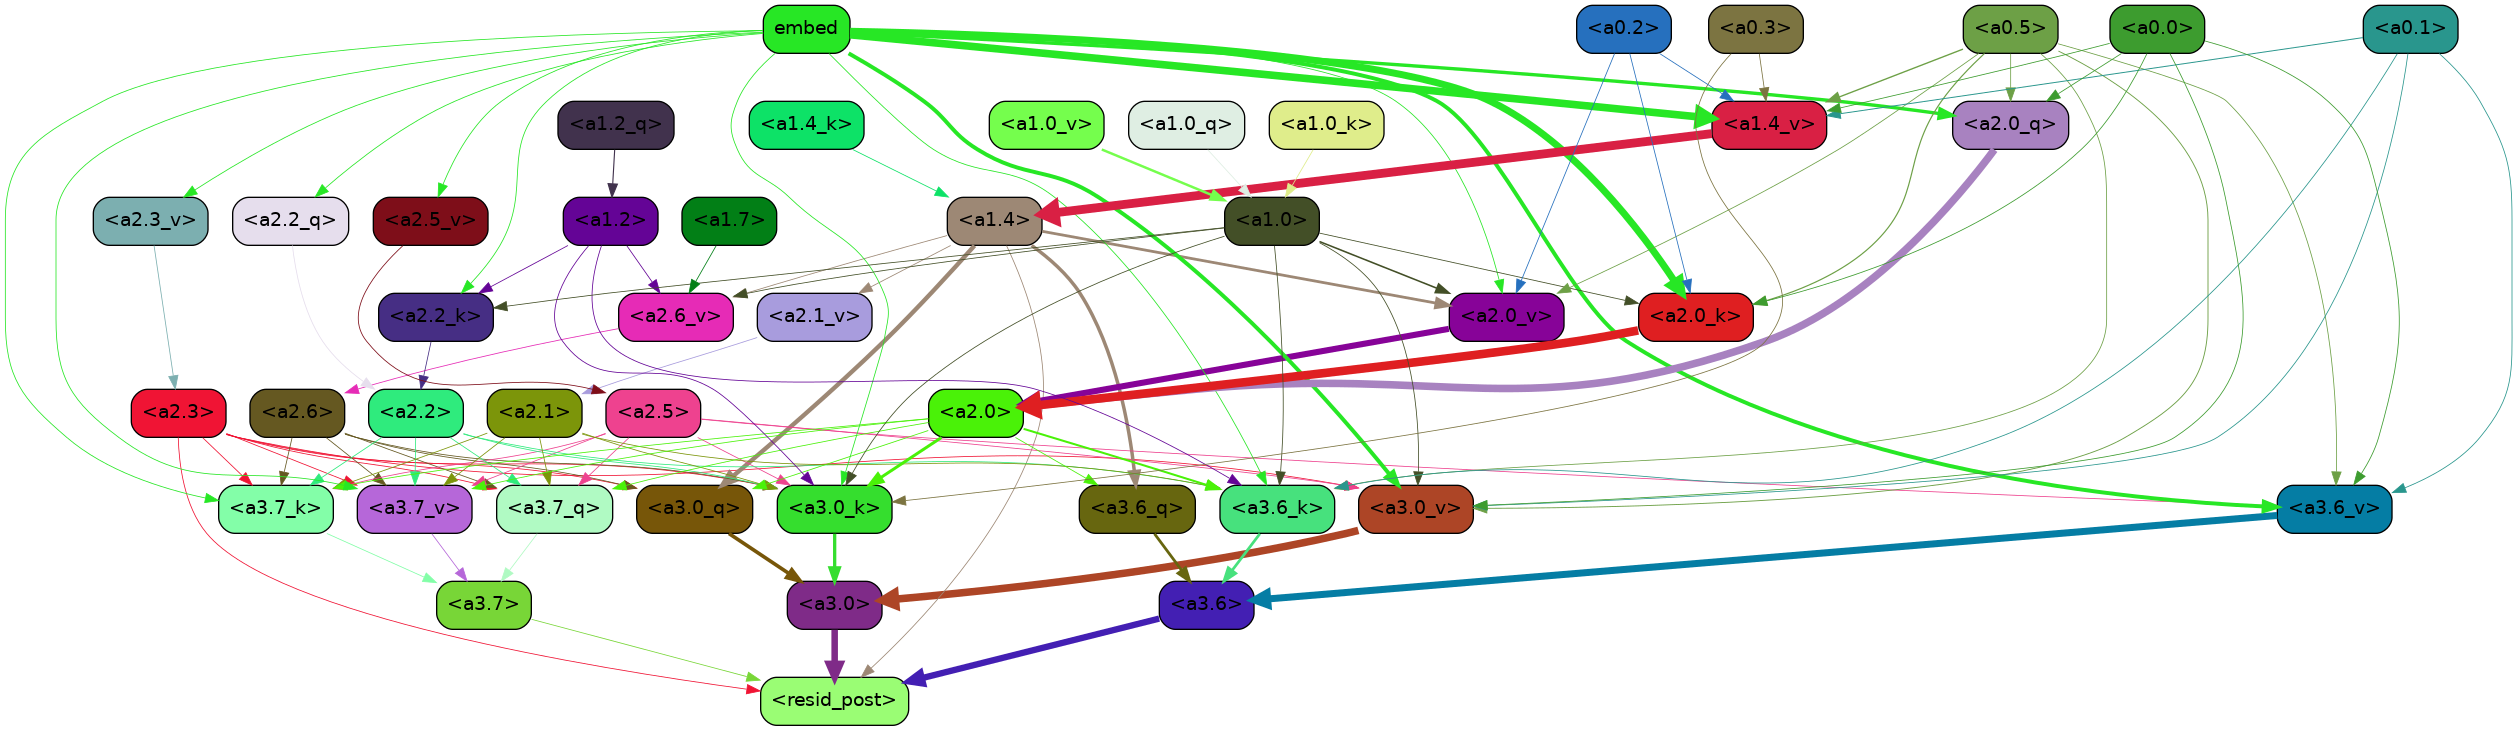 embed
<a0.2>
<a0.3>
<a0.5>
<a0.0>
<a0.1>
<a1.2_q>
<a1.4_k>
<a1.0_v>
<a1.0_q>
<a1.0_k>
<a1.4_v>
<a2.0_q>
<a2.3_v>
<a2.2_q>
<a2.5_v>
<a1.2>
<a1.7>
<a1.4>
<a1.0>
<a2.2_k>
<a2.6_v>
<a2.1_v>
<a2.0_v>
<a2.0_k>
<a2.3>
<a2.6>
<a2.2>
<a2.1>
<a2.5>
<a2.0>
<a3.7_k>
<a3.7_v>
<a3.7_q>
<a3.0_q>
<a3.0_k>
<a3.6_q>
<a3.6_k>
<a3.0_v>
<a3.6_v>
<a3.7>
<a3.0>
<a3.6>
<resid_post>